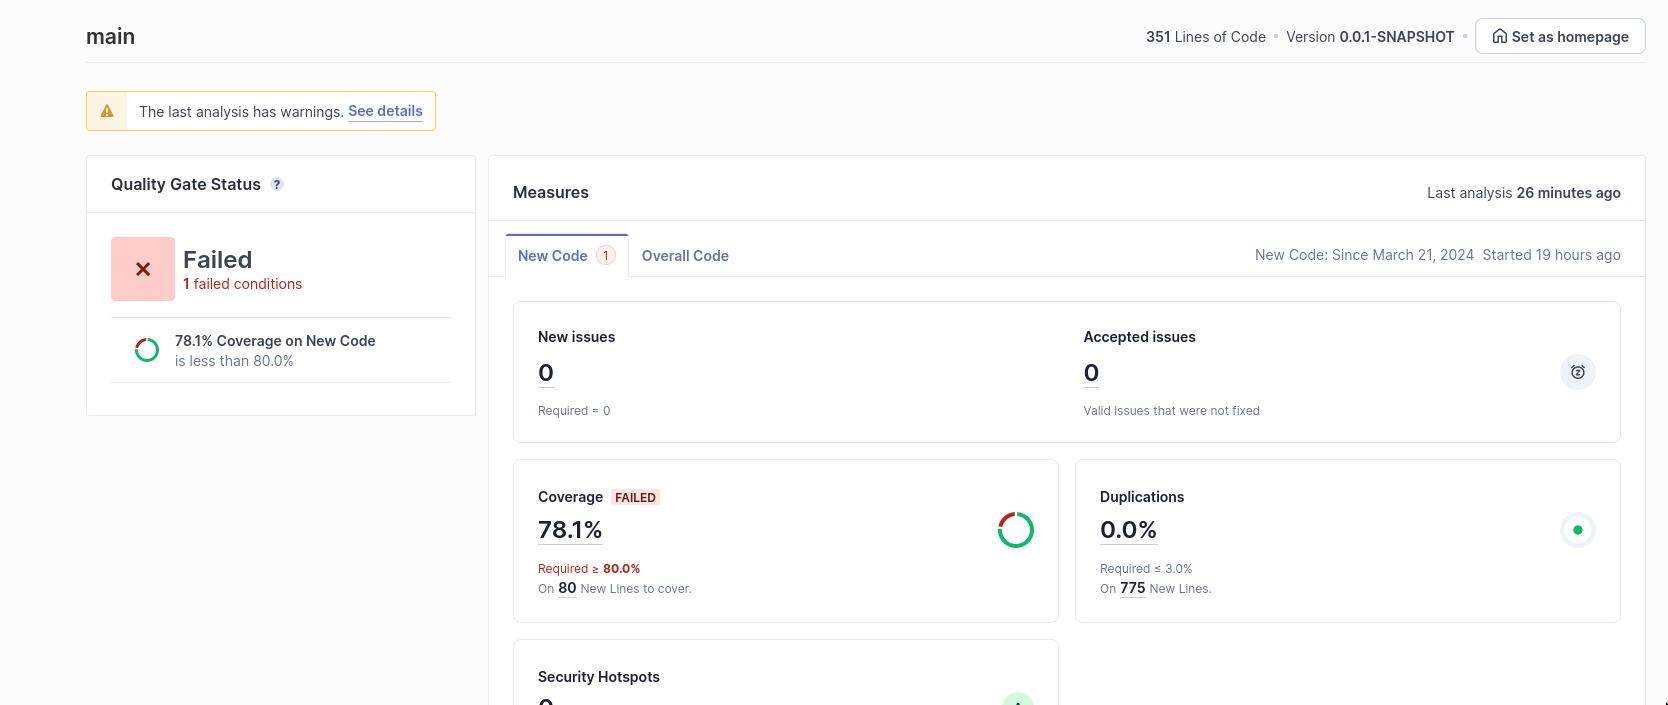 main
351 Lines of Code • Version 0.0.1-SNAPSHOT • Set as homepage
The last analysis has warnings. See details
Quality Gate Status ?
Failed
1 failed conditions
78.1% Coverage on New Code
is less than 80.0%
Measures
Last analysis 26 minutes ago
New Code 1
Overall Code
New Code: Since March 21, 2024 Started 19 hours ago
New issues
0
Required = 0
Accepted issues
0
Valid issues that were not fixed
Coverage FAILED
78.1%
Required ≥ 80.0%
On 80 New Lines to cover.
Duplications
0.0%
Required ≤ 3.0%
On 775 New Lines.
Security Hotspots